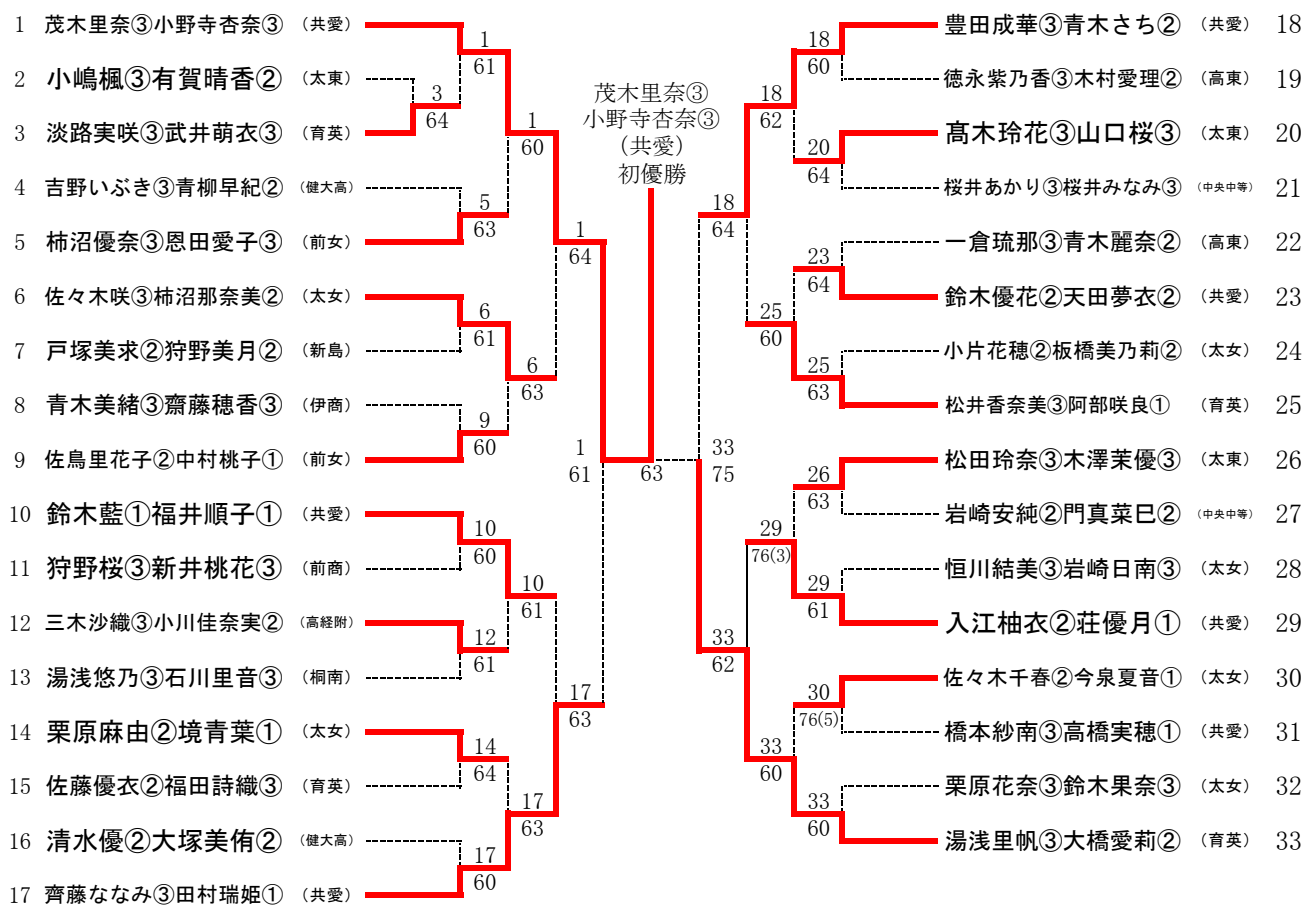 1 茂木里奈③小野寺杏奈③ (共愛)
2 小嶋楓③有賀晴香② (太東)
3 淡路実咲③武井萌衣③ (育英)
4 吉野いぶき③青柳早紀② (健大高)
5 柿沼優奈③恩田愛子③ (前女)
6 佐々木咲③柿沼那奈美② (太女)
7 戸塚美求②狩野美月② (新島)
8 青木美緒③齋藤穂香③ (伊商)
9 佐鳥里花子②中村桃子① (前女)
10 鈴木藍①福井順子① (共愛)
11 狩野桜③新井桃花③ (前商)
12 三木沙織③小川佳奈実② (高経附)
13 湯浅悠乃③石川里音③ (桐南)
14 栗原麻由②境青葉① (太女)
15 佐藤優衣②福田詩織③ (育英)
16 清水優②大塚美侑② (健大高)
17 齊藤ななみ③田村瑞姫① (共愛)
1
61
3
64
5
63
6
61
9
60
10
60
12
61
14
64
17
60
1
60
6
63
10
61
17
63
1
64
17
63
1
61
茂木里奈③
小野寺杏奈③
(共愛)
初優勝
63
33
75
18
64
33
62
18
62
25
60
29
76(3)
33
60
18
60
20
64
23
64
25
63
26
63
29
61
30
76(5)
33
60
豊田成華③青木さち② (共愛) 18
徳永紫乃香③木村愛理② (高東) 19
髙木玲花③山口桜③ (太東) 20
桜井あかり③桜井みなみ③ (中央中等) 21
一倉琉那③青木麗奈② (高東) 22
鈴木優花②天田夢衣② (共愛) 23
小片花穂②板橋美乃莉② (太女) 24
松井香奈美③阿部咲良① (育英) 25
松田玲奈③木澤茉優③ (太東) 26
岩崎安純②門真菜巳② (中央中等) 27
恒川結美③岩崎日南③ (太女) 28
入江柚衣②荘優月① (共愛) 29
佐々木千春②今泉夏音① (太女) 30
橋本紗南③高橋実穂① (共愛) 31
栗原花奈③鈴木果奈③ (太女) 32
湯浅里帆③大橋愛莉② (育英) 33